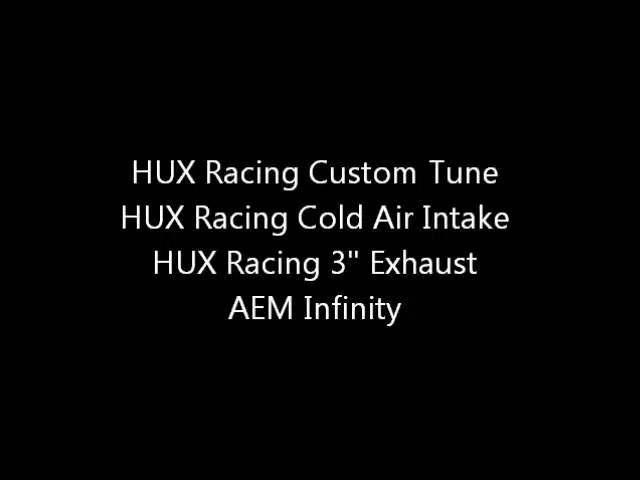 HUX Racing Custom Tune
HUX Racing Cold Air Intake
HUX Racing 3" Exhaust
AEM Infinity